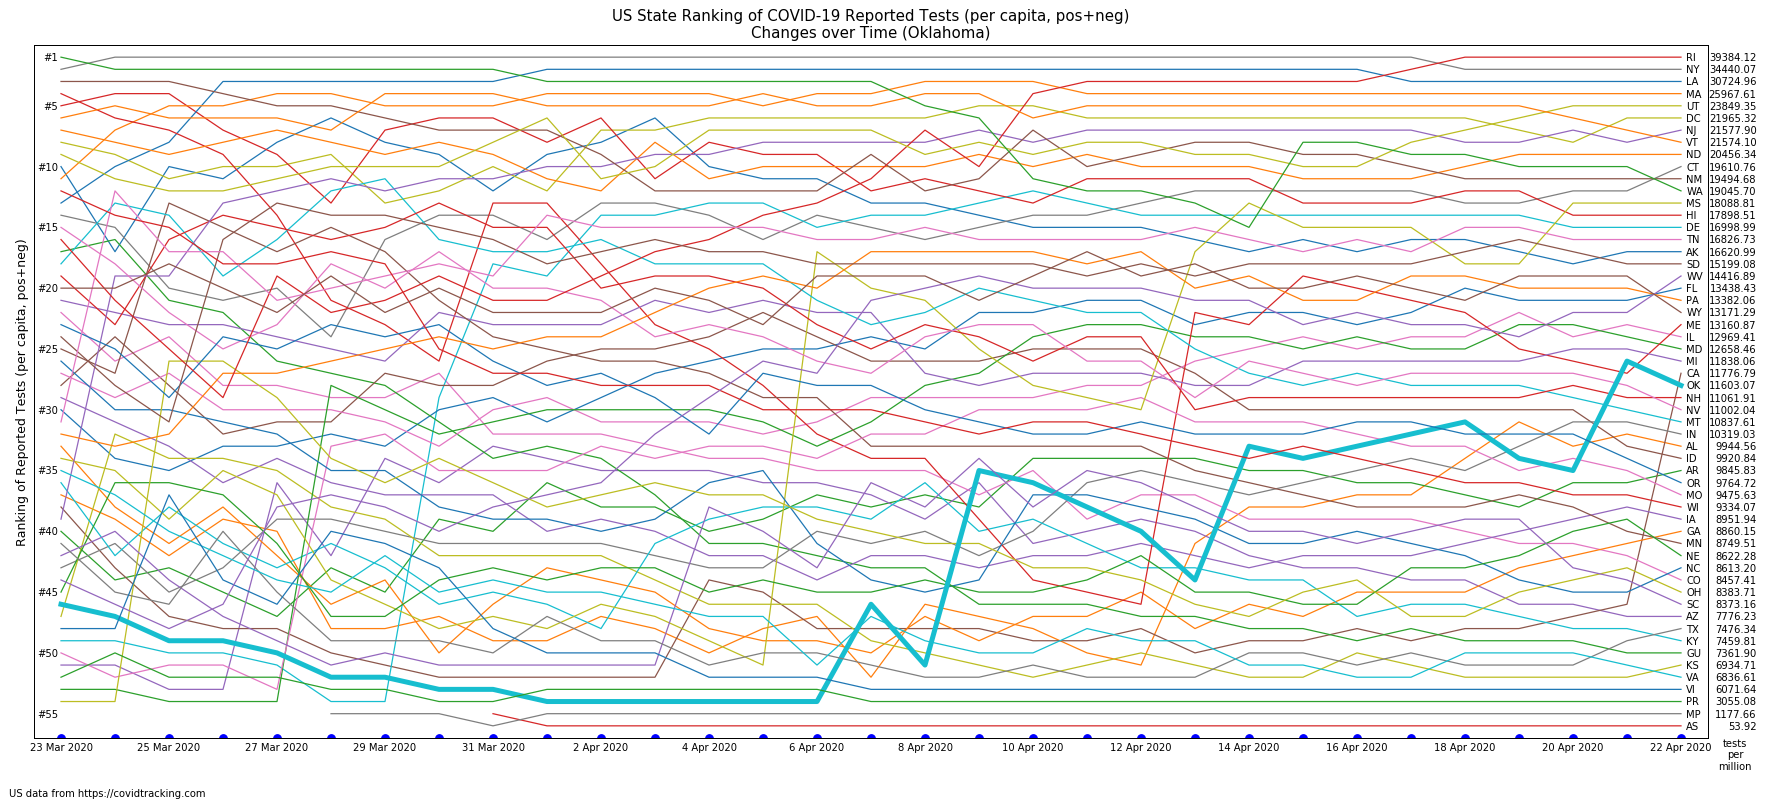 US State Ranking of COVID-19 Reported Tests (per capita, pos+neg)
Changes over Time (Oklahoma)
Ranking of Reported Tests (per capita, pos+neg)
#1
#5
#10
#15
#20
#25
#30
#35
#40
#45
#50
#55
RI 39384.12
NY 34440.07
LA 30724.96
MA 25967.61
UT 23849.35
DC 21965.32
NJ 21577.90
VT 21574.10
ND 20456.34
CT 19610.76
NM 19494.68
WA 19045.70
MS 18088.81
HI 17898.51
DE 16998.99
TN 16826.73
AK 16620.99
SD 15199.08
WV 14416.89
FL 13438.43
PA 13382.06
WY 13171.29
ME 13160.87
IL 12969.41
MD 12658.46
MI 11838.06
CA 11776.79
OK 11603.07
NH 11061.91
NV 11002.04
MT 10837.61
IN 10319.03
AL 9944.56
ID 9920.84
AR 9845.83
OR 9764.72
MO 9475.63
WI 9334.07
IA 8951.94
GA 8860.15
MN 8749.51
NE 8622.28
NC 8613.20
CO 8457.41
OH 8383.71
SC 8373.16
AZ 7776.23
TX 7476.34
KY 7459.81
GU 7361.90
KS 6934.71
VA 6836.61
VI 6071.64
PR 3055.08
MP 1177.66
AS 53.92
23 Mar 2020 25 Mar 2020 27 Mar 2020 29 Mar 2020 31 Mar 2020 2 Apr 2020 4 Apr 2020 6 Apr 2020 8 Apr 2020 10 Apr 2020 12 Apr 2020 14 Apr 2020 16 Apr 2020 18 Apr 2020 20 Apr 2020 22 Apr 2020
tests
per
million
US data from https://covidtracking.com